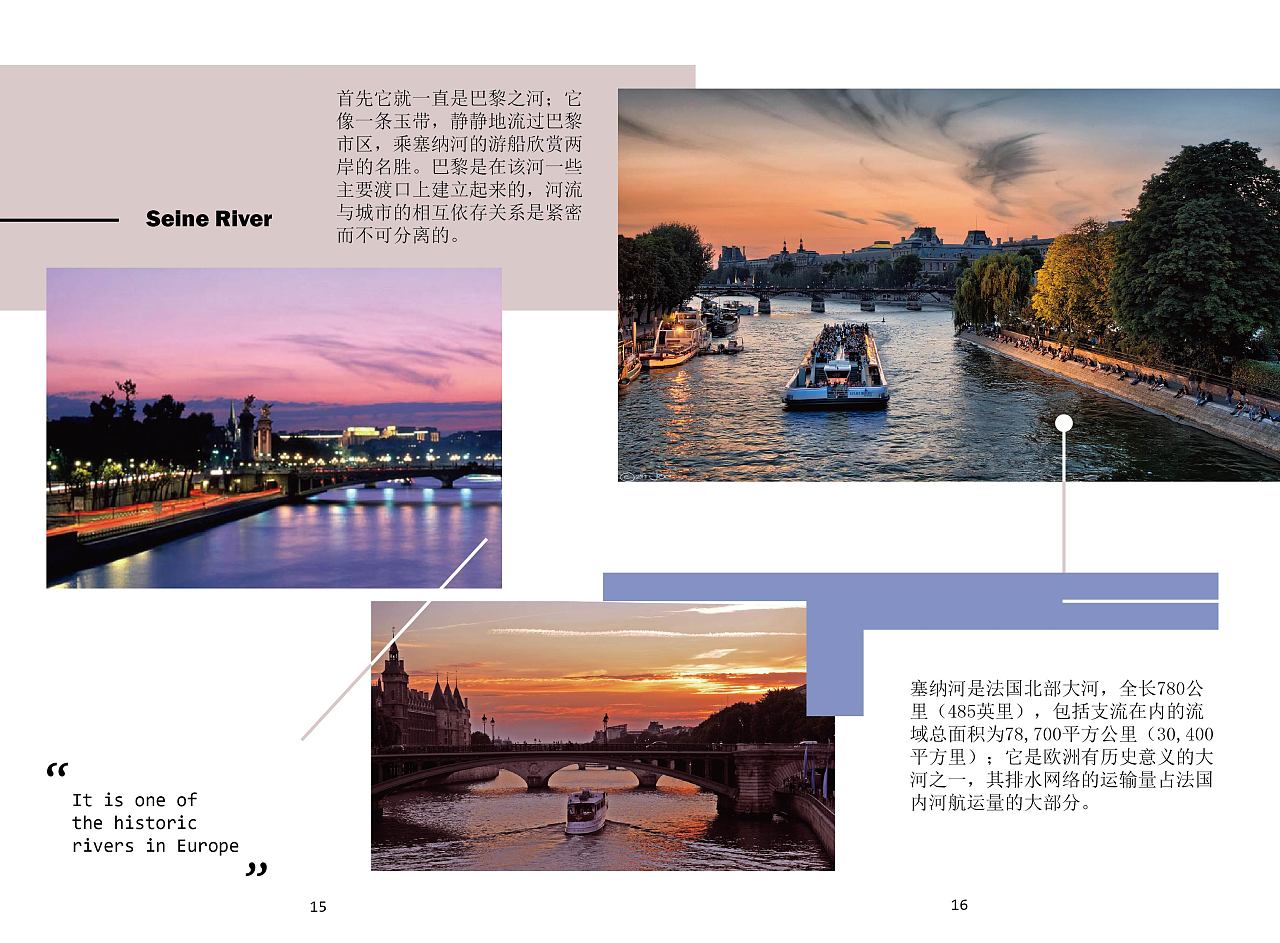 首先它就一直是巴黎之河；它
像一条玉带，静静地流过巴黎
市区，乘塞纳河的游船欣赏两
岸的名胜。巴黎是在该河一些
主要渡口上建立起来的，河流
与城市的相互依存关系是紧密
而不可分离的。
Seine River
塞纳河是法国北部大河，全长780公
里（485英里），包括支流在内的流
域总面积为78,700平方公里（30,400
平方里）；它是欧洲有历史意义的大
河之一，其排水网络的运输量占法国
内河航运量的大部分。
“
It is one of
the historic
rivers in Europe
”
15
16